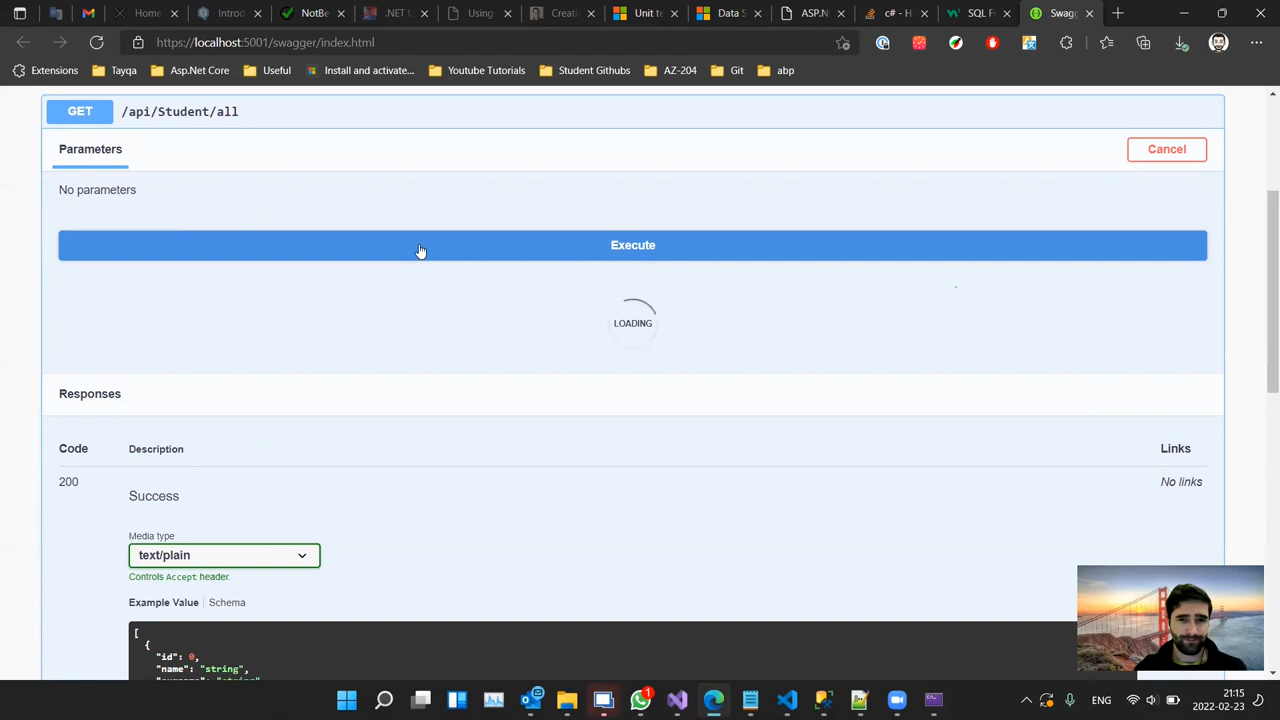 Home
Introd
NotBe
.NET U
Using
Creati
Unit te
Data S
ASP.N
c# - H
SQL F
Swagg
https://localhost:5001/swagger/index.html
Extensions
Tayqa
Asp.Net Core
Useful
Install and activate...
Youtube Tutorials
Student Githubs
AZ-204
Git
abp
GET /api/Student/all
Parameters
Cancel
No parameters
Execute
LOADING
Responses
Code Description Links
200 Success No links
Media type
text/plain
Controls Accept header.
Example Value Schema
[
{
"id": 0,
"name": "string",
1
ENG
21:15
2022-02-23